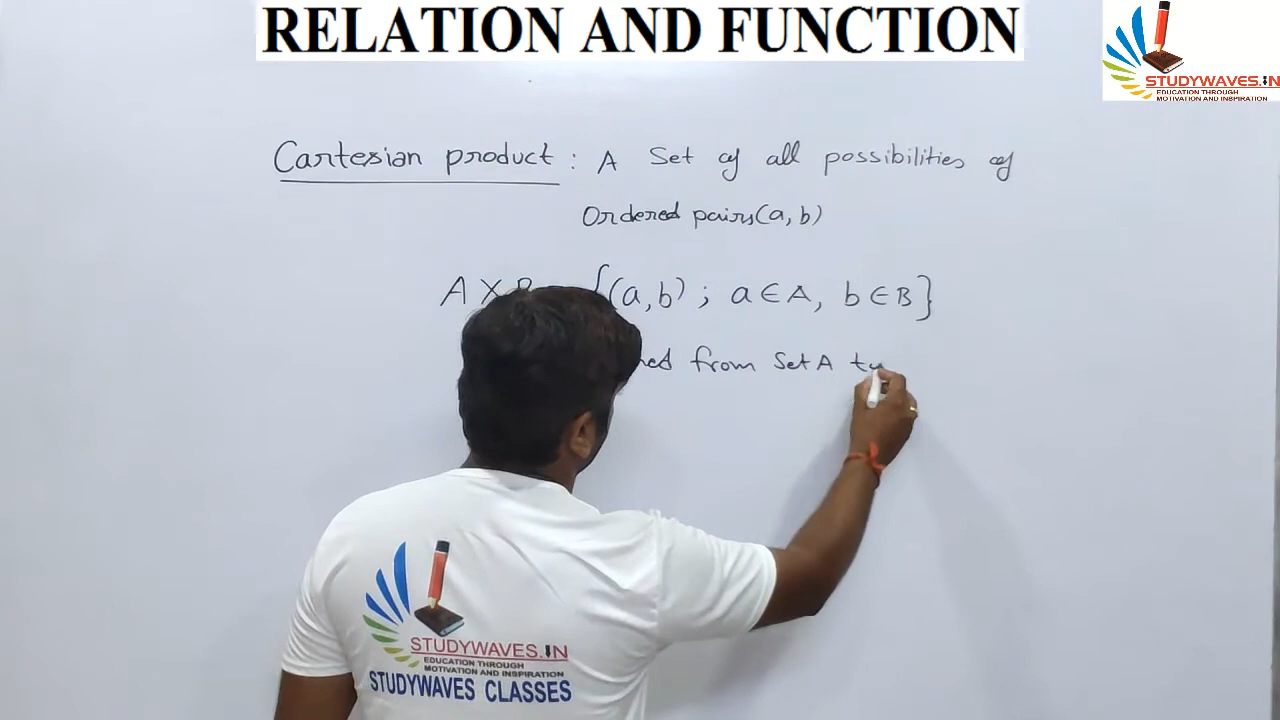 RELATION AND FUNCTION
STUDYWAVES.IN
EDUCATION THROUGH
MOTIVATION AND INSPIRATION
Cartesian product : A Set of all possibilities of
Ordered pairs (a, b)
A X {(a, b) ; a ∈ A, b ∈ B}
from Set A
STUDYWAVES.IN
EDUCATION THROUGH
MOTIVATION AND INSPIRATION
STUDYWAVES CLASSES